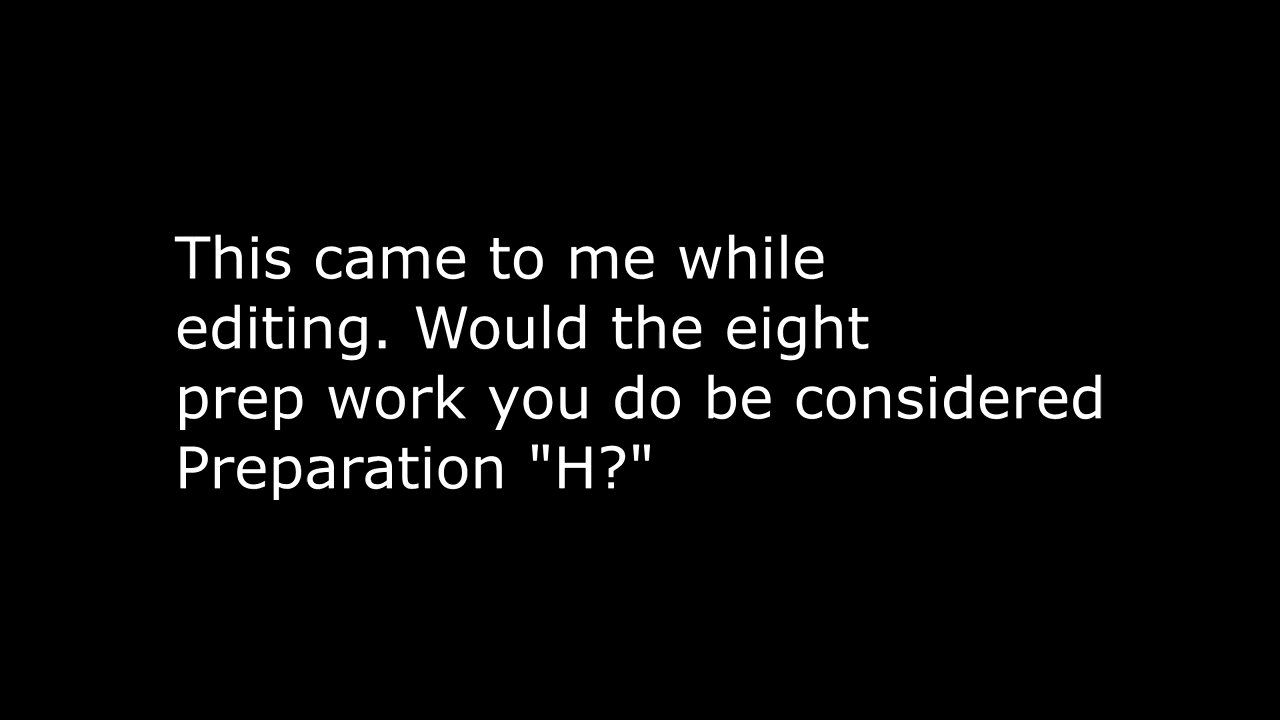 This came to me while
editing. Would the eight
prep work you do be considered
Preparation "H?"